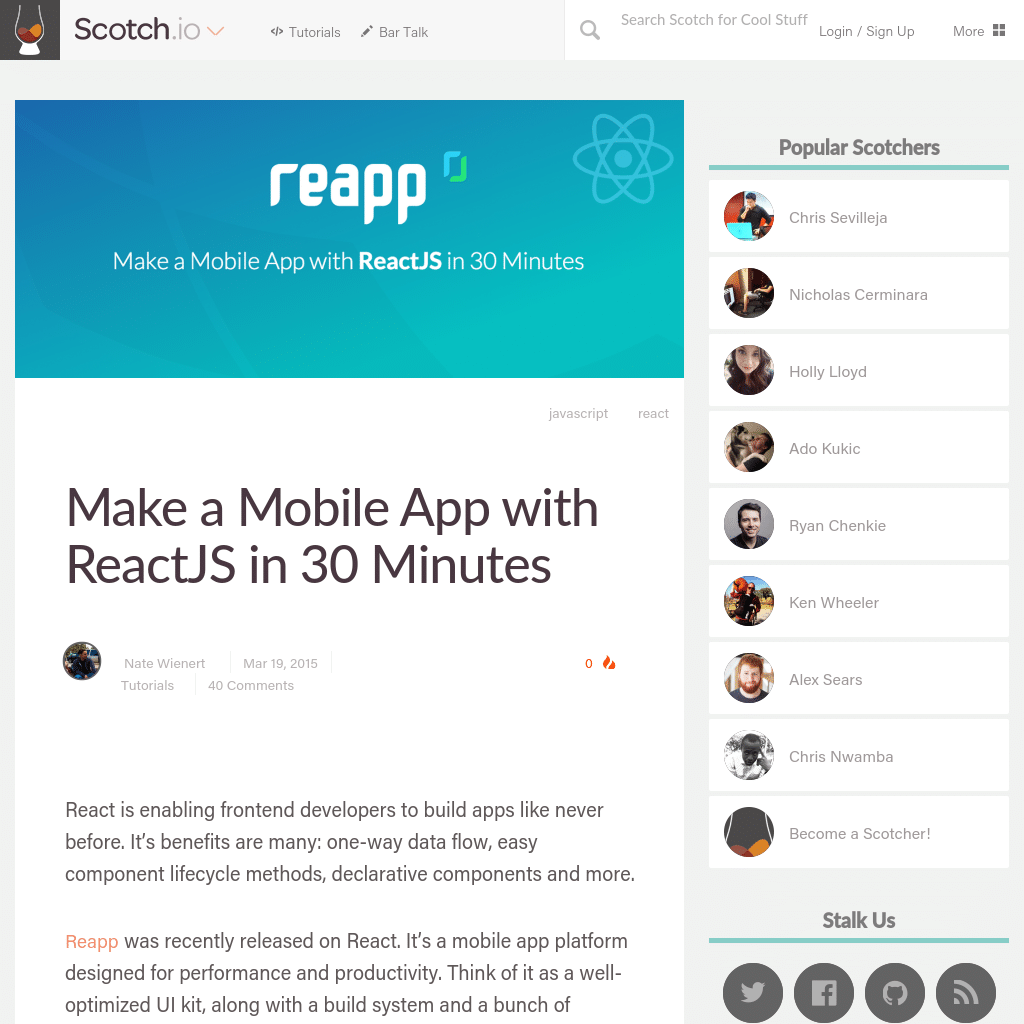 Scotch.io
Tutorials
Bar Talk
Search Scotch for Cool Stuff
Login / Sign Up
More
reapp
Make a Mobile App with ReactJS in 30 Minutes
javascript react
Make a Mobile App with
ReactJS in 30 Minutes
Nate Wienert
Mar 19, 2015
0
Tutorials
40 Comments
React is enabling frontend developers to build apps like never
before. It’s benefits are many: one-way data flow, easy
component lifecycle methods, declarative components and more.
Reapp was recently released on React. It’s a mobile app platform
designed for performance and productivity. Think of it as a well-
optimized UI kit, along with a build system and a bunch of
Popular Scotchers
Chris Sevilleja
Nicholas Cerminara
Holly Lloyd
Ado Kukic
Ryan Chenkie
Ken Wheeler
Alex Sears
Chris Nwamba
Become a Scotcher!
Stalk Us